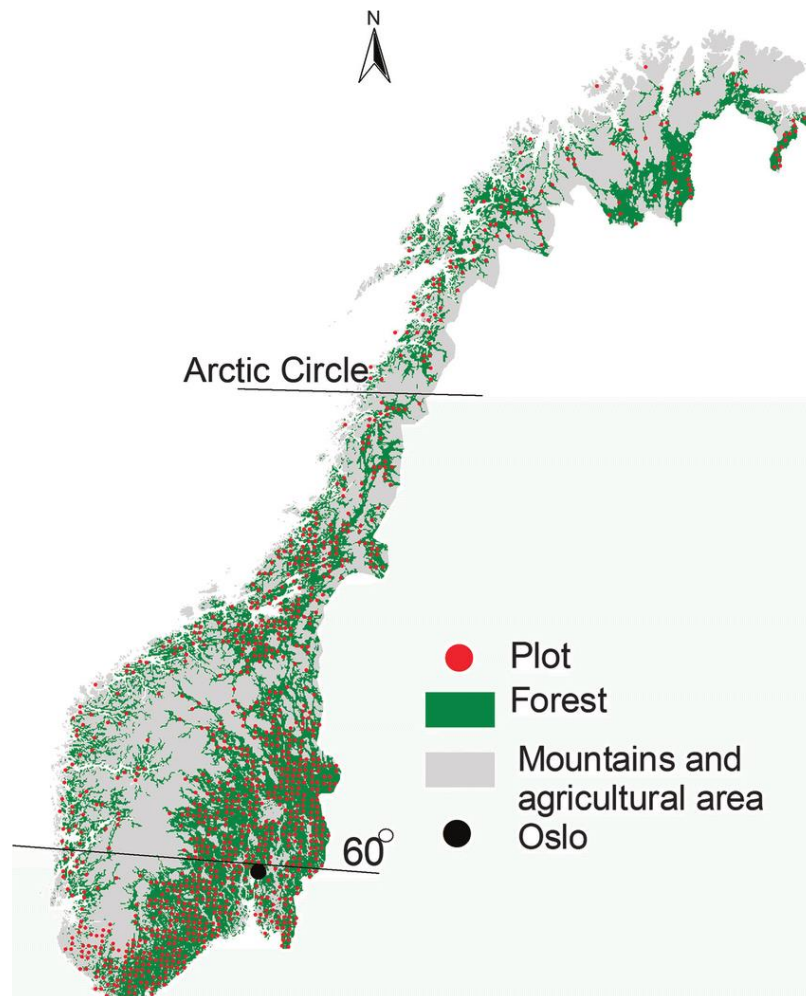 N
Arctic Circle
Plot
Forest
Mountains and
agricultural area
Oslo
60°